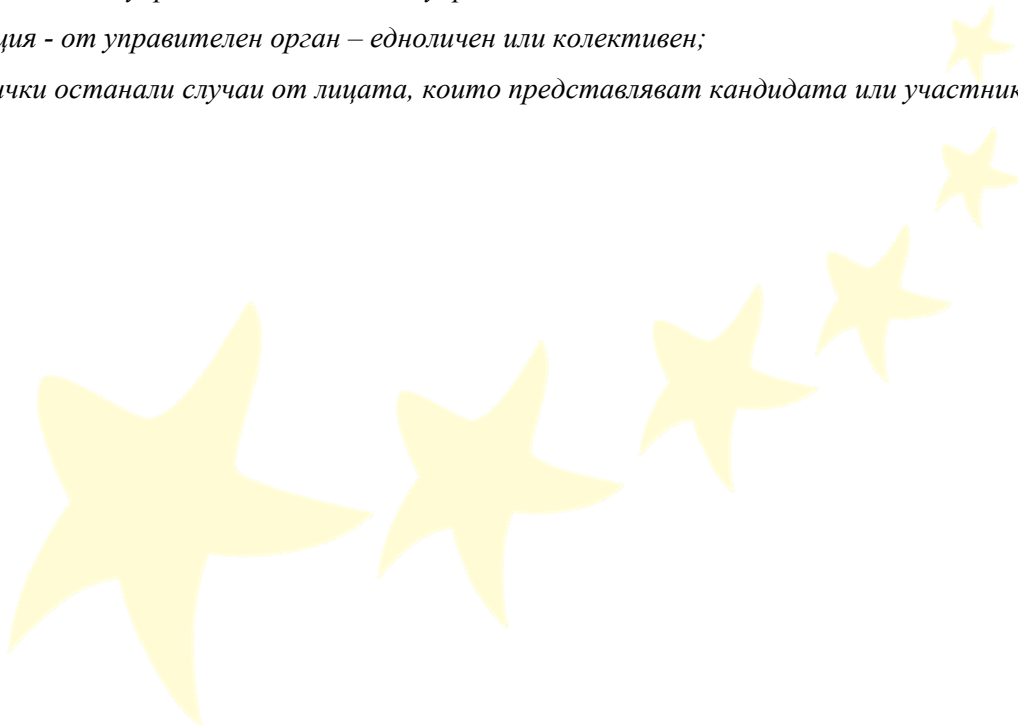 ция - от управителен орган – едноличен или колективен;
ички останали случаи от лицата, които представляват кандидата или участник